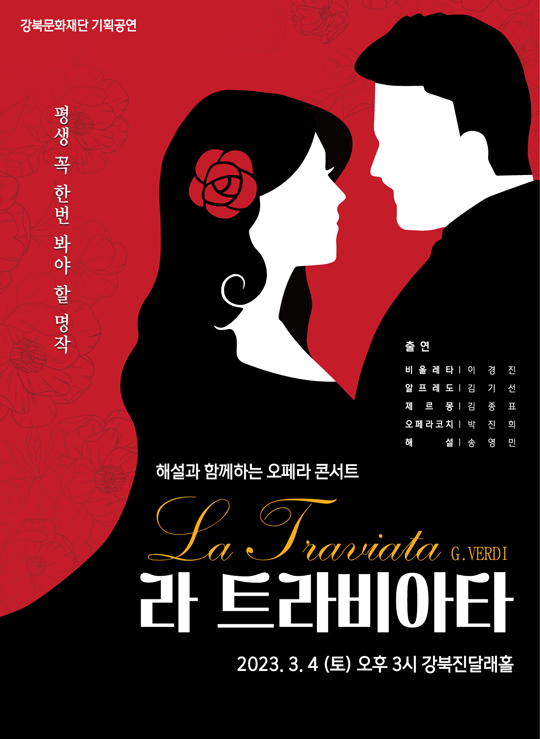 강북문화재단 기획공연
평생 꼭 한번 봐야 할 명작
출연
비올레타 | 이경진
알프레도 | 김기선
제르몽 | 김종표
오페라코치 | 박진희
해설 | 송영민
해설과 함께하는 오페라 콘서트
La Traviata G.VERDI
라 트라비아타
2023. 3. 4 (토) 오후 3시 강북진달래홀